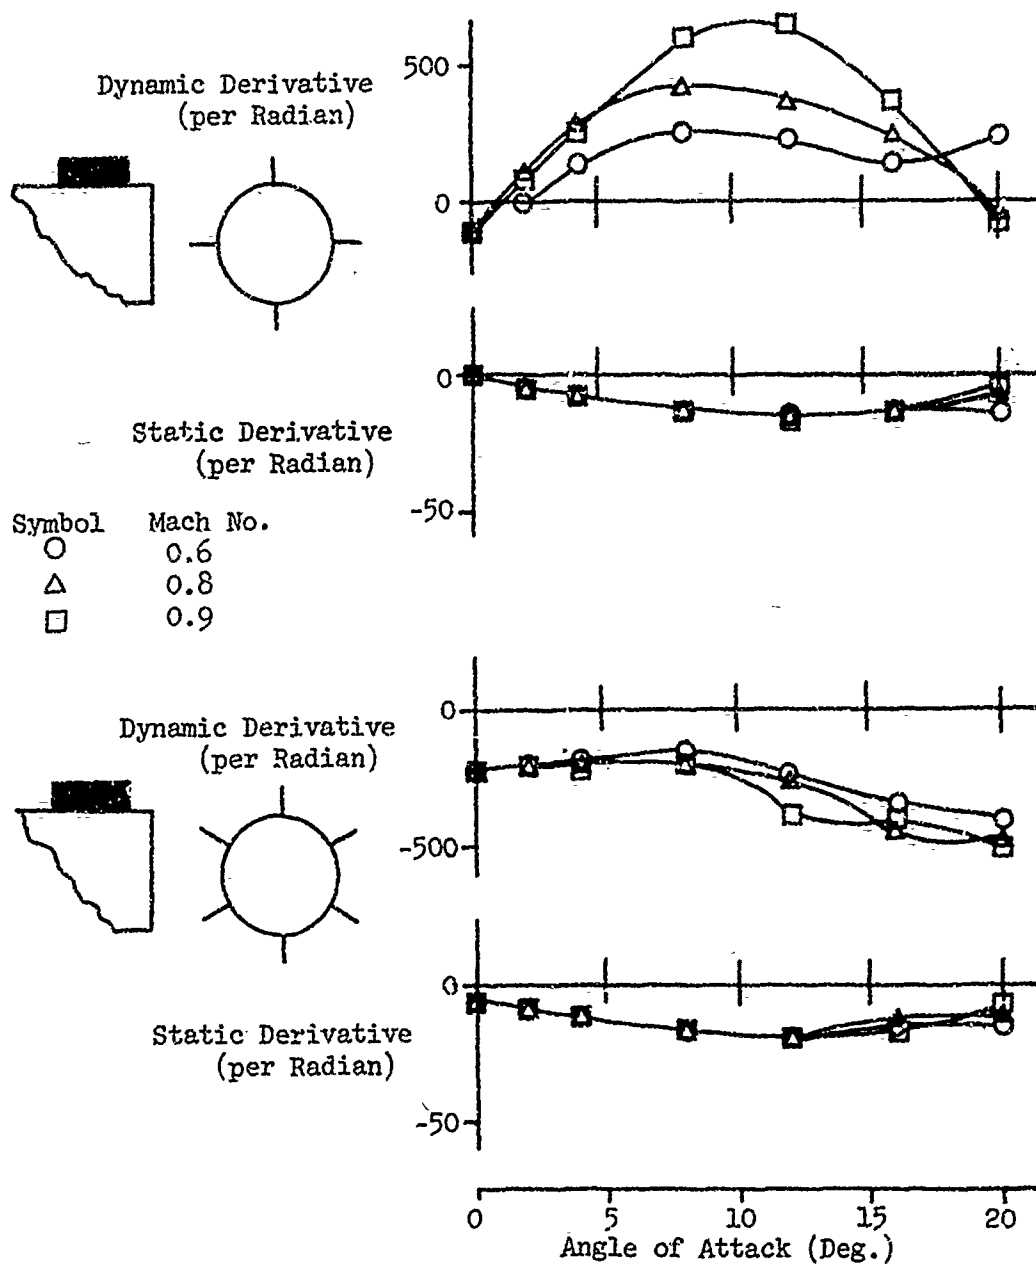 Dynamic Derivative
(per Radian)
500
0
0
Static Derivative
(per Radian)
-50
Symbol Mach No.
0.6
0.8
0.9
0
Dynamic Derivative
(per Radian)
-500
0
Static Derivative
(per Radian)
-50
0 5 10 15 20
Angle of Attack (Deg.)